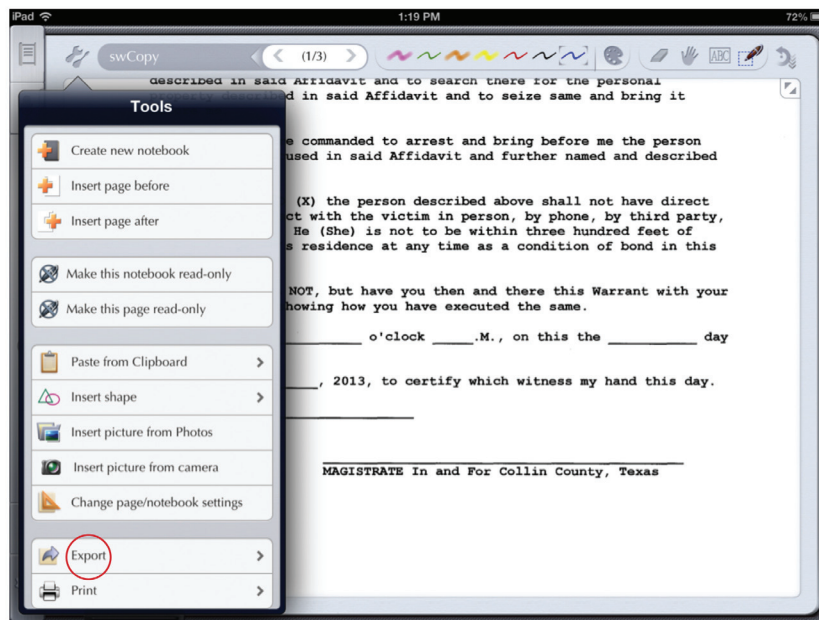 iPad
1:19 PM
72%
swCopy
(1/3)
ABC
described in said Affidavit and to search there for the personal
d in said Affidavit and to seize same and bring it
Tools
Create new notebook
Insert page before
Insert page after
Make this notebook read-only
Make this page read-only
Paste from Clipboard
Insert shape
Insert picture from Photos
Insert picture from camera
Change page/notebook settings
Export
Print
e commanded to arrest and bring before me the person
used in said Affidavit and further named and described
(X) the person described above shall not have direct
ct with the victim in person, by phone, by third party,
He (She) is not to be within three hundred feet of
s residence at any time as a condition of bond in this
NOT, but have you then and there this Warrant with your
howing how you have executed the same.
__________ o'clock _____.M., on this the __________ day
____, 2013, to certify which witness my hand this day.
MAGISTRATE In and For Collin County, Texas